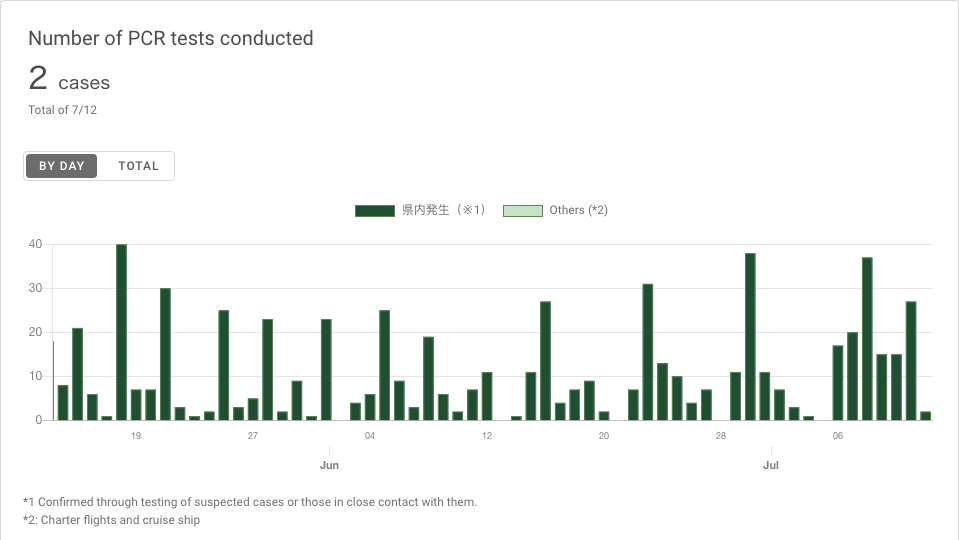 Number of PCR tests conducted
2 cases
Total of 7/12
BY DAY TOTAL
県内発生（※1） Others (*2)
40
30
20
10
0
19 27 04 12 20 28 06
Jun Jul
*1 Confirmed through testing of suspected cases or those in close contact with them.
*2: Charter flights and cruise ship